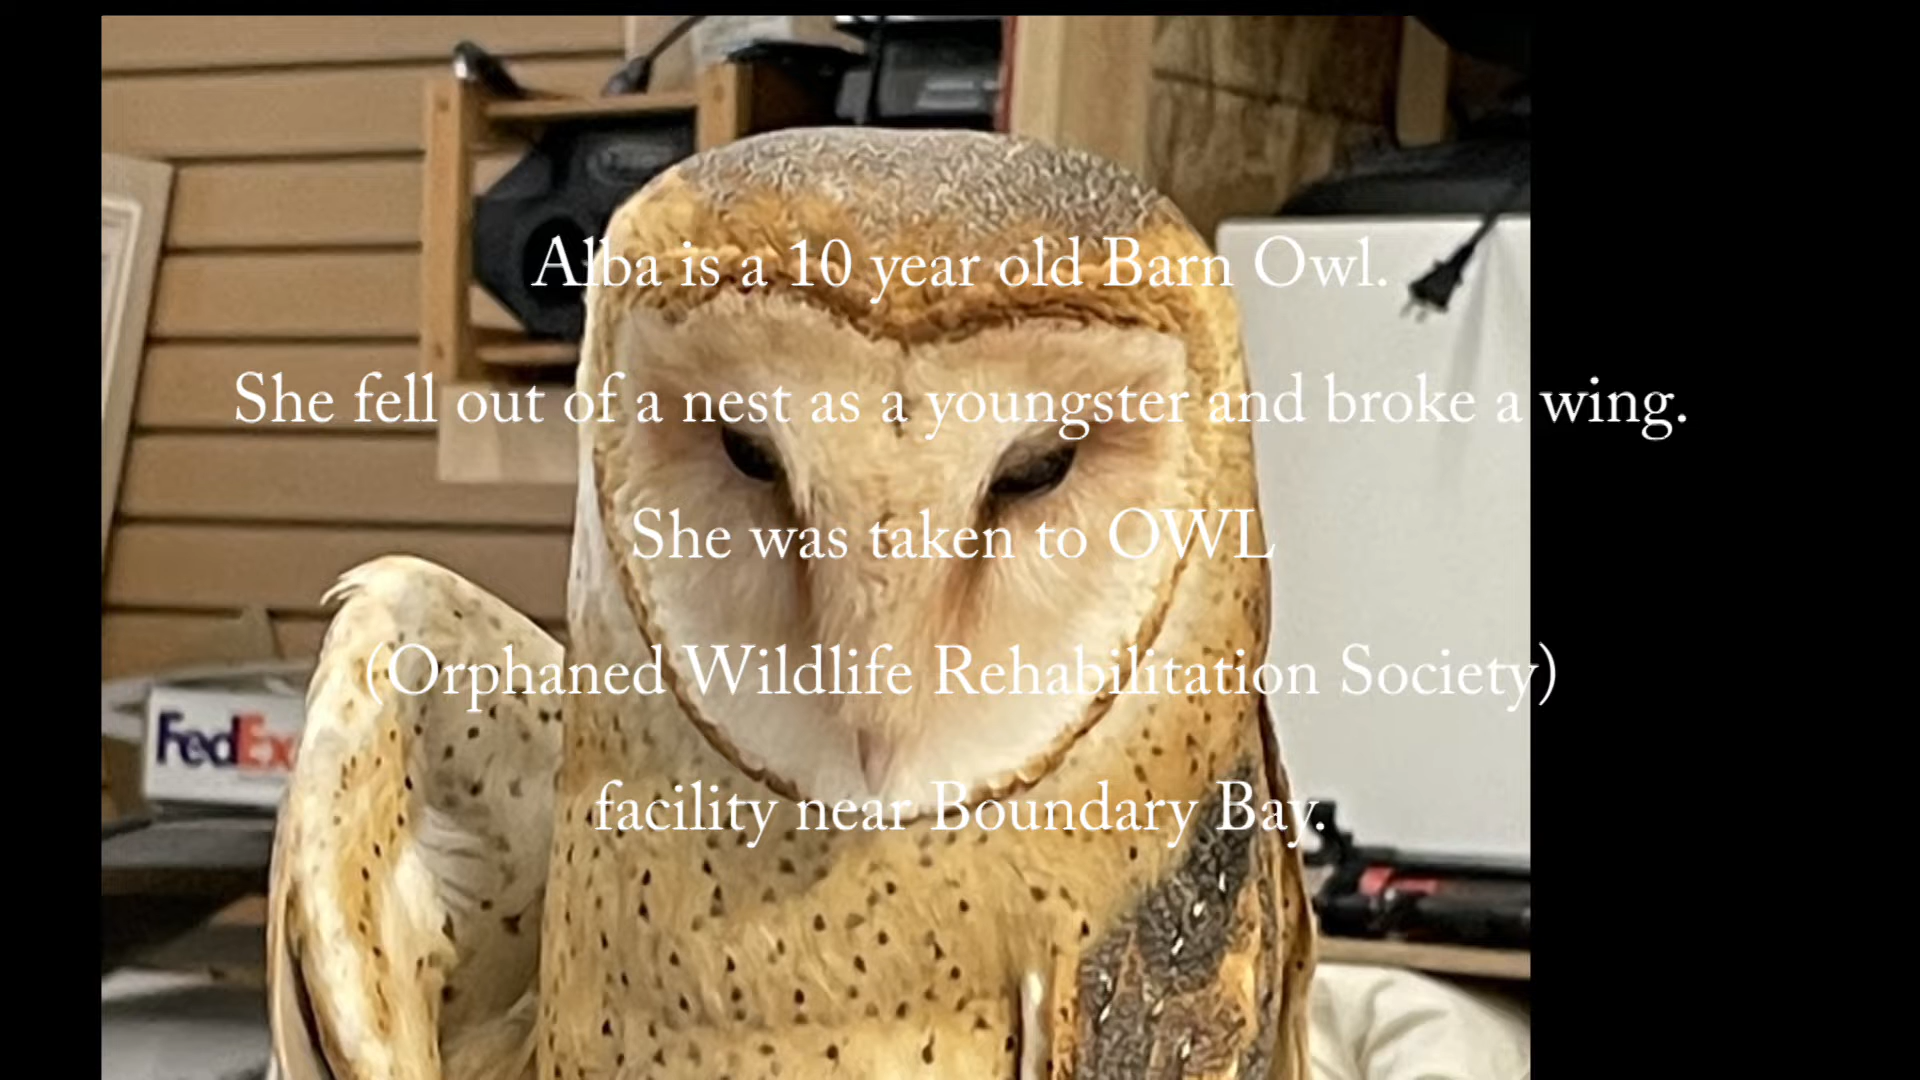 Alba is a 10 year old Barn Owl.
She fell out of a nest as a youngster and broke a wing.
She was taken to OWL
(Orphaned Wildlife Rehabilitation Society)
FedEx
facility near Boundary Bay.